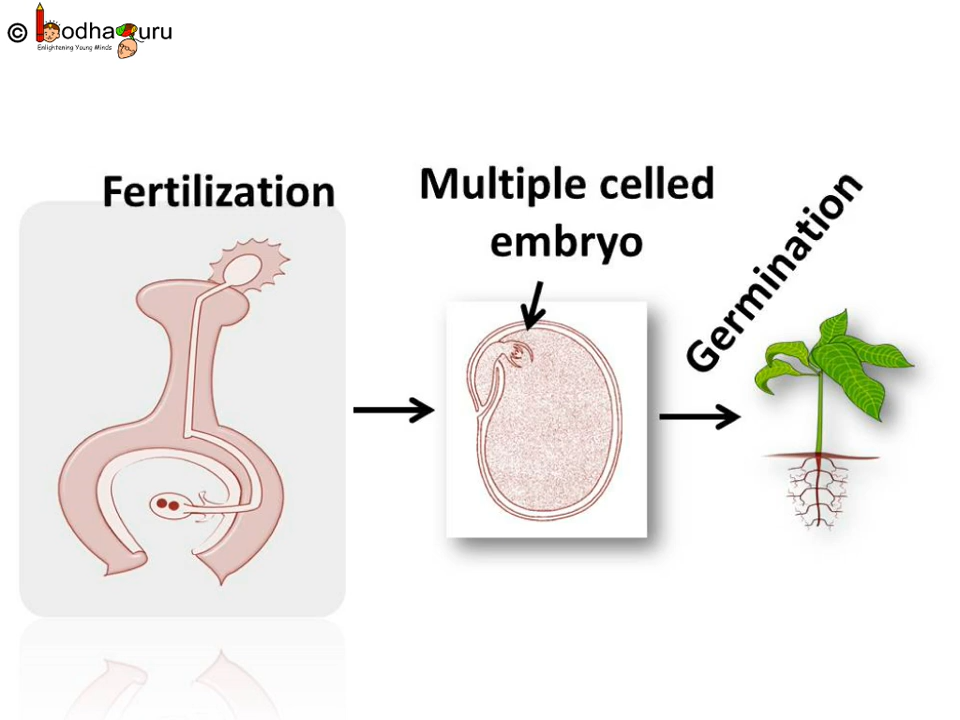 © Bodhaguru
Enlightening Young Minds
Fertilization
Multiple celled
embryo
Germination